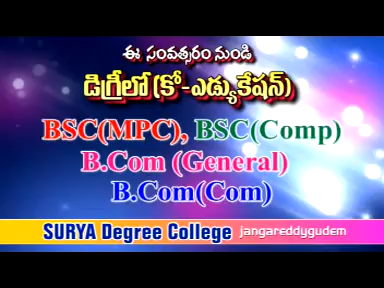 ఈ సంవత్సరం నుండి
డిగ్రీలో (కో-ఎడ్యుకేషన్)
BSC(MPC), BSC(Comp)
B.Com (General)
B.Com(Com)
SURYA Degree College jangareddygudem